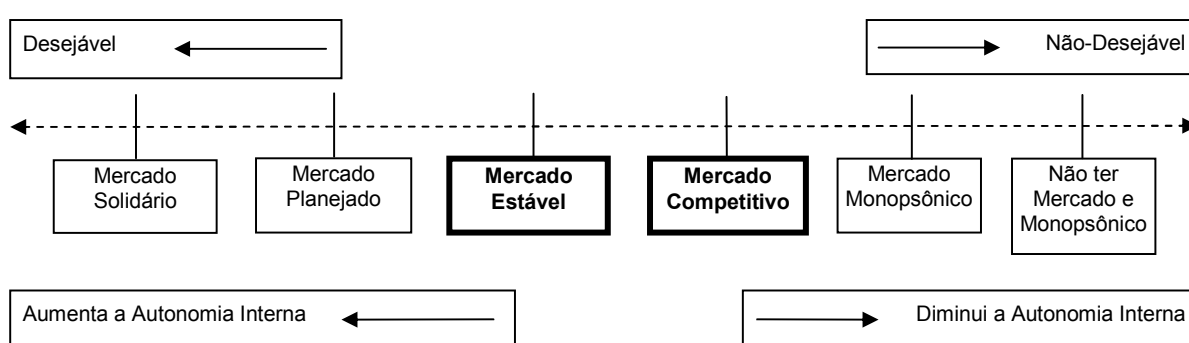 Desejável
Não-Desejável
Mercado
Solidário
Mercado
Planejado
Mercado
Estável
Mercado
Competitivo
Mercado
Monopsônico
Não ter
Mercado e
Monopsônico
Aumenta a Autonomia Interna
Diminui a Autonomia Interna